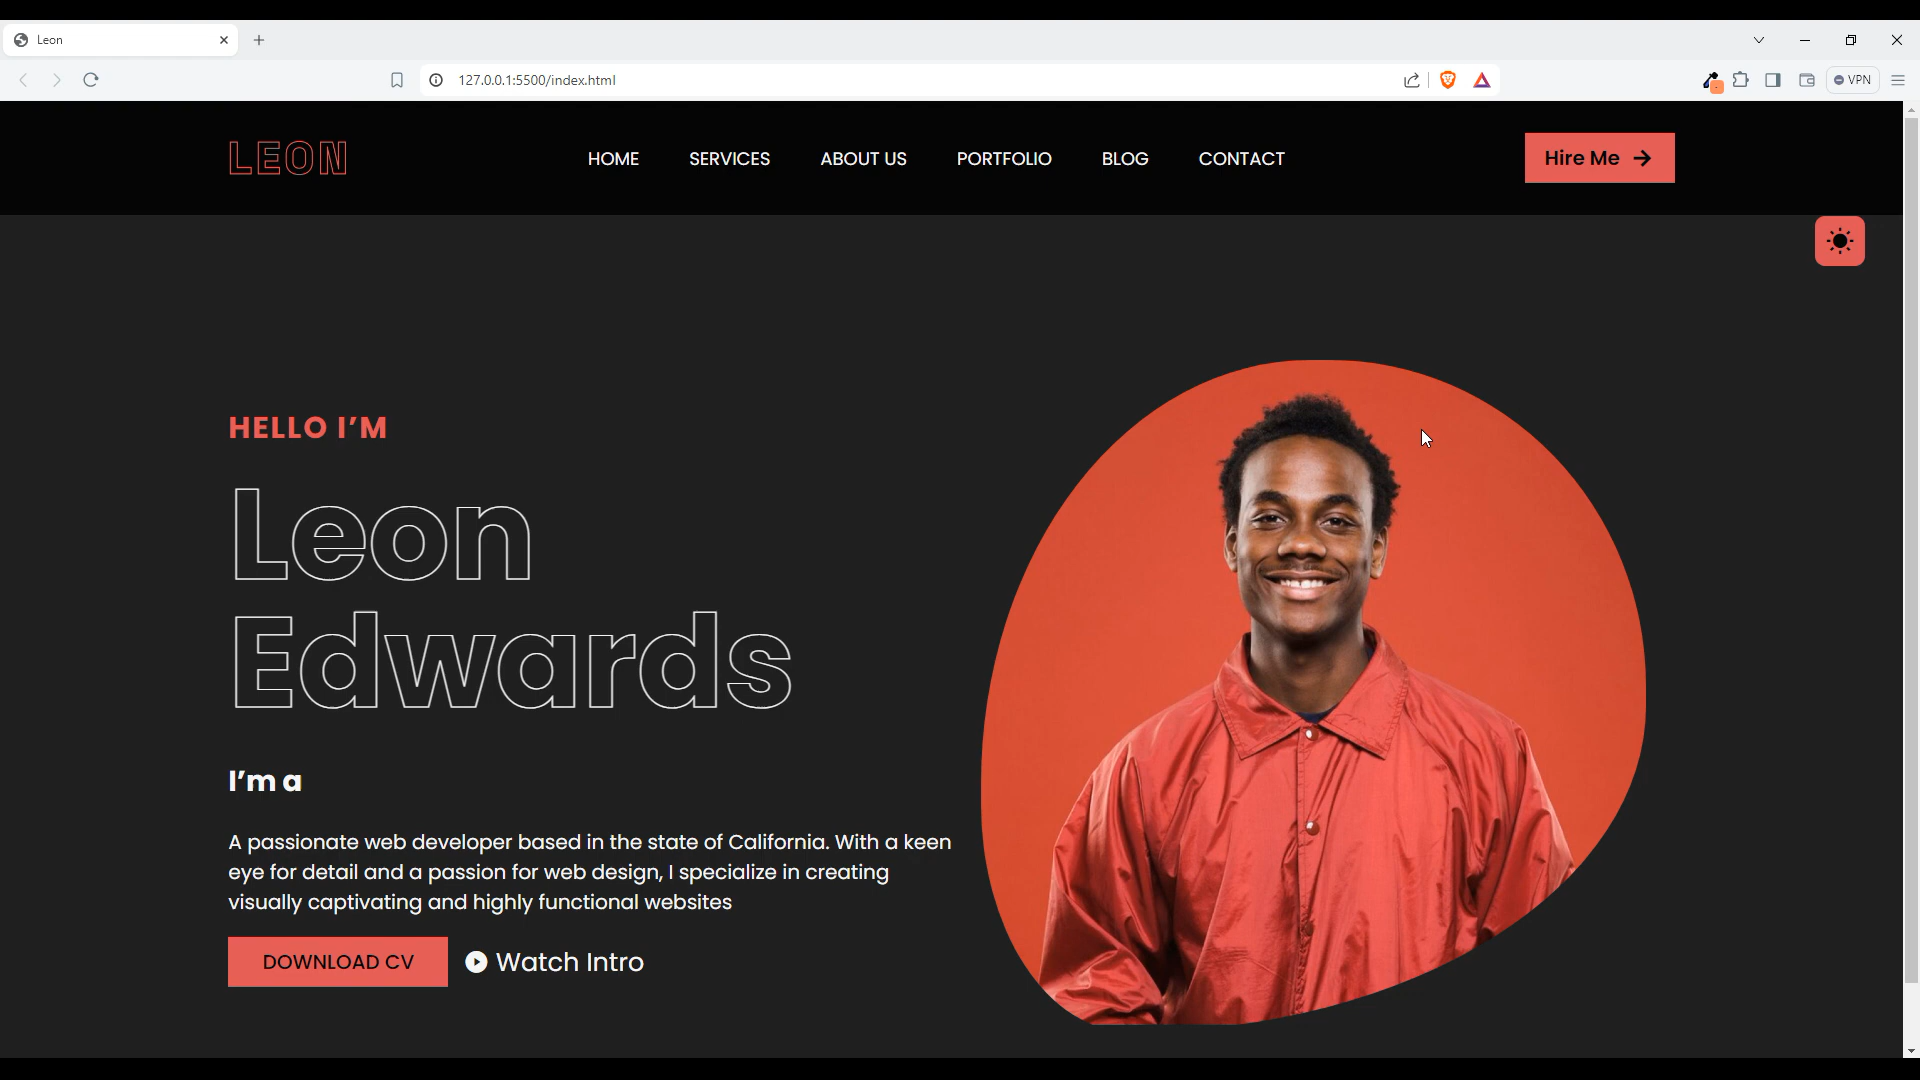 Leon
127.0.0.1:5500/index.html
VPN
LEON
HOME SERVICES ABOUT US PORTFOLIO BLOG CONTACT
Hire Me
HELLO I’M
Leon
Edwards
I’m a
A passionate web developer based in the state of California. With a keen
eye for detail and a passion for web design, I specialize in creating
visually captivating and highly functional websites
DOWNLOAD CV
Watch Intro